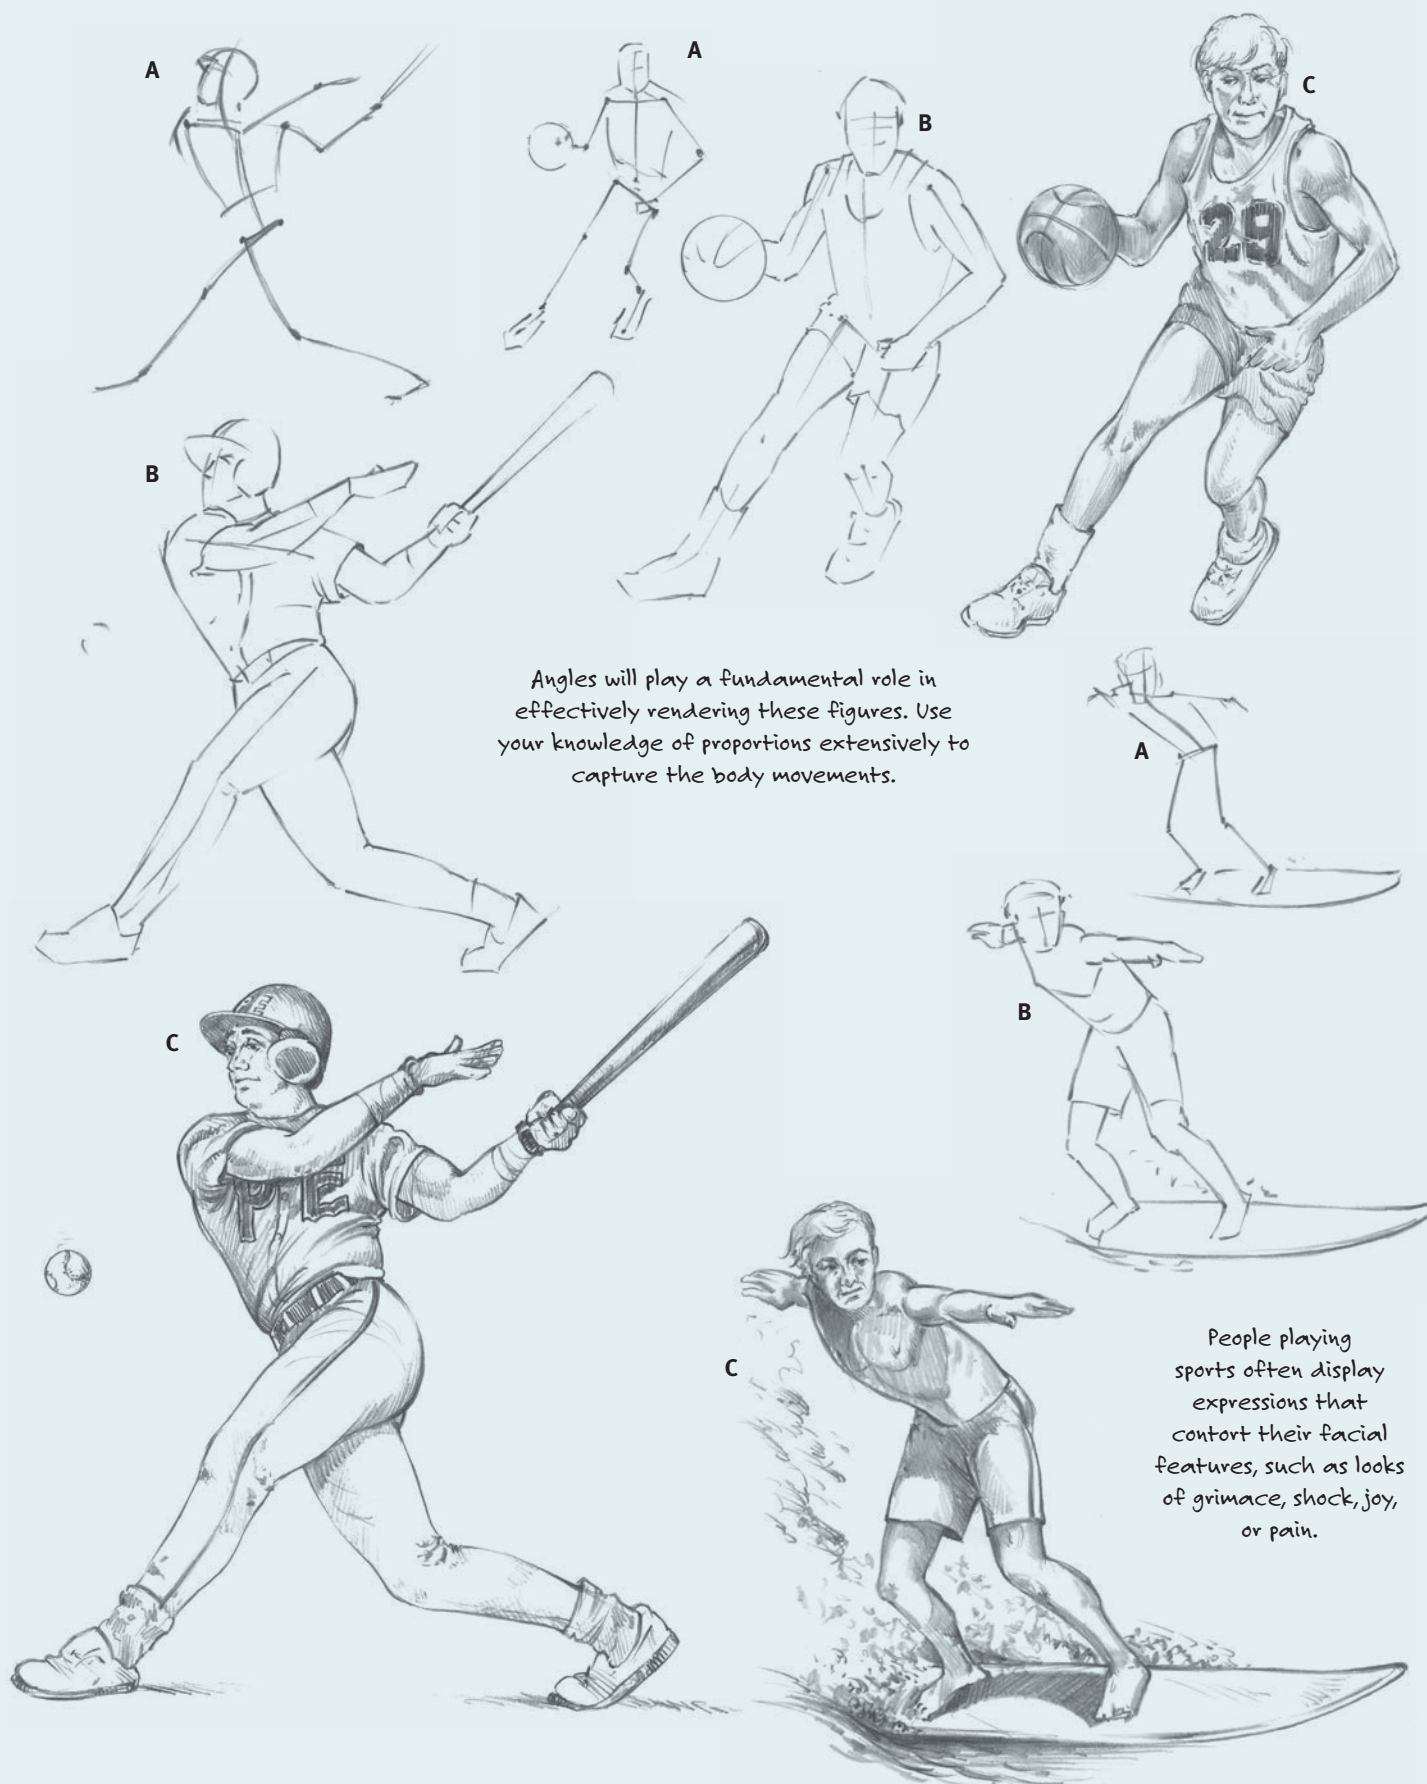 A
A
B
C
29
B
Angles will play a fundamental role in
effectively rendering these figures. Use
your knowledge of proportions extensively to
capture the body movements.
A
B
C
P E
C
People playing
sports often display
expressions that
contort their facial
features, such as looks
of grimace, shock, joy,
or pain.